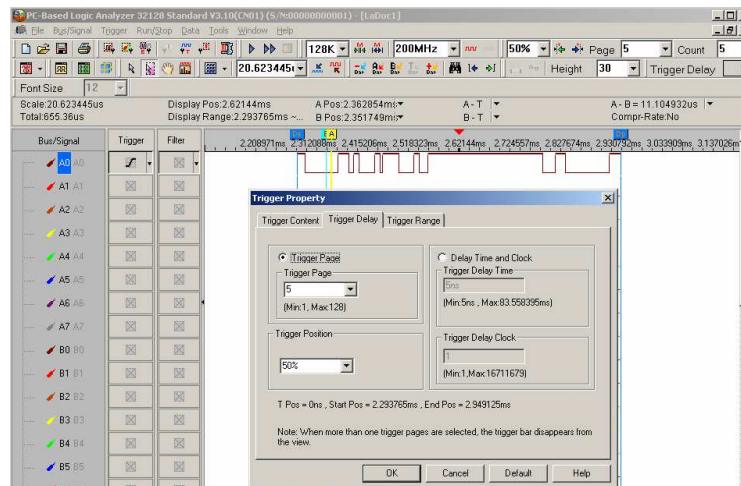 PC-Based Logic Analyzer 32128 Standard V3.10(CN01) (S/N:00000000001) - [LaDoc1]
File Bus/Signal Trigger Run/Stop Data Tools Window Help
128K 200MHz 50% Page 5 Count 5
20.623445u Height 30 Trigger Delay
Font Size 12
Scale:20.623445us Display Pos:2.62144ms A Pos:2.362854ms A - T A - B = 11.104932us
Total:655.36us Display Range:2.293765ms ~... B Pos:2.351749ms B - T Compr-Rate:No
Bus/Signal Trigger Filter
2.208971ms 2.312088ms 2.415206ms 2.518323ms 2.62144ms 2.724557ms 2.827674ms 2.930792ms 3.033909ms 3.137026m
A0 A0
A1 A1
A2 A2
A3 A3
A4 A4
A5 A5
A6 A6
A7 A7
B0 B0
B1 B1
B2 B2
B3 B3
B4 B4
B5 B5
Trigger Property
Trigger Content Trigger Delay Trigger Range
Trigger Page
Trigger Page
5
(Min:1, Max:128)
Trigger Position
50%
Delay Time and Clock
Trigger Delay Time
5ns
(Min:5ns , Max:83.558395ms)
Trigger Delay Clock
1
(Min:1,Max:16711679)
T Pos = 0ns , Start Pos = 2.293765ms , End Pos = 2.949125ms
Note: When more than one trigger pages are selected, the trigger bar disappears from
the view.
OK Cancel Default Help